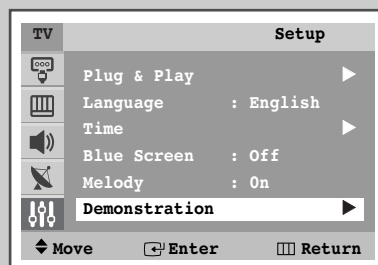 TV Setup
Plug & Play
Language : English
Time
Blue Screen : Off
Melody : On
Demonstration
Move Enter Return